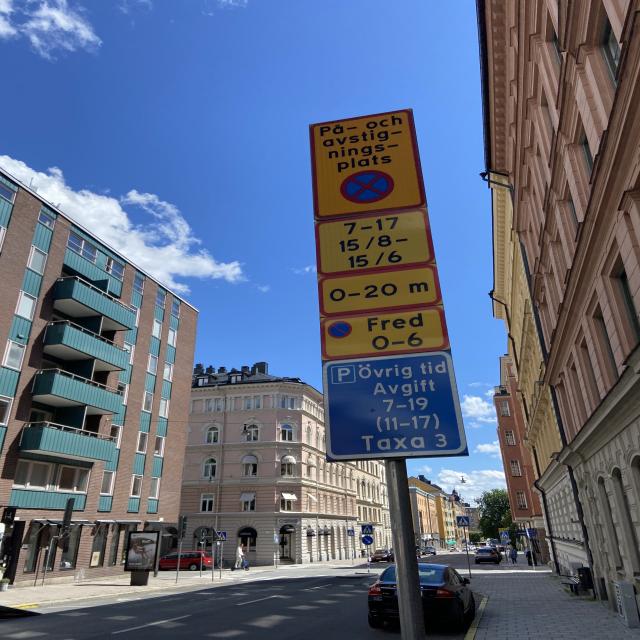 På- och
avstig-
nings-
plats
7-17
15/8-
15/6
0-20 m
Fred
0-6
P övrig tid
Avgift
7-19
(11-17)
Taxa 3